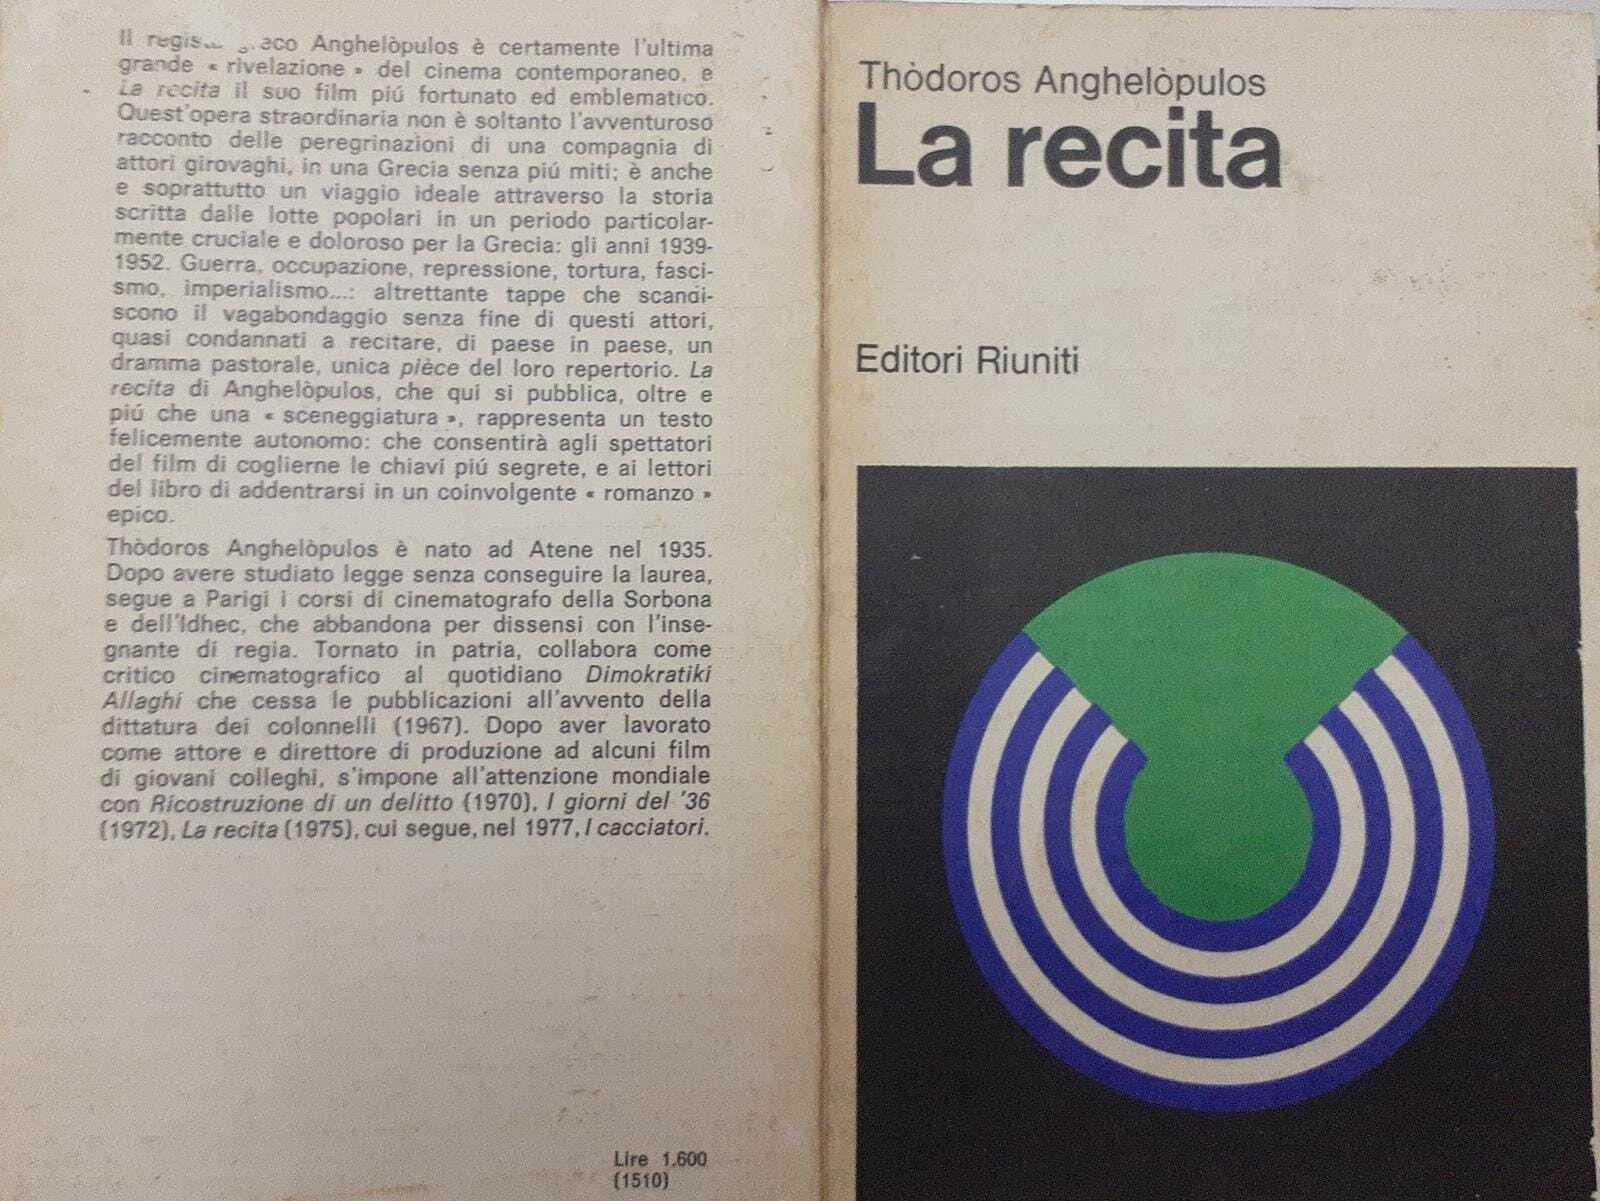 Il greco Anghelòpulos è certamente l'ultima
grande « rivelazione » del cinema contemporaneo, e
La recita il suo film piú fortunato ed emblematico.
Quest'opera straordinaria non è soltanto l'avventuroso
racconto delle peregrinazioni di una compagnia di
attori girovaghi, in una Grecia senza piú miti; è anche
e soprattutto un viaggio ideale attraverso la storia
scritta dalle lotte popolari in un periodo particolar-
mente cruciale e doloroso per la Grecia: gli anni 1939-
1952. Guerra, occupazione, repressione, tortura, fasci-
smo, imperialismo...: altrettante tappe che scandi-
scono il vagabondaggio senza fine di questi attori,
quasi condannati a recitare, di paese in paese, un
dramma pastorale, unica pièce del loro repertorio. La
recita di Anghelòpulos, che qui si pubblica, oltre e
piú che una « sceneggiatura », rappresenta un testo
felicemente autonomo: che consentirà agli spettatori
del film di coglierne le chiavi piú segrete, e ai lettori
del libro di addentrarsi in un coinvolgente « romanzo »
epico.
Thòdoros Anghelòpulos è nato ad Atene nel 1935.
Dopo avere studiato legge senza conseguire la laurea,
segue a Parigi i corsi di cinematografo della Sorbona
e dell'Idhec, che abbandona per dissensi con l'inse-
gnante di regia. Tornato in patria, collabora come
critico cinematografico al quotidiano Dimokratiki
Allaghi che cessa le pubblicazioni all'avvento della
dittatura dei colonnelli (1967). Dopo aver lavorato
come attore e direttore di produzione ad alcuni film
di giovani colleghi, s'impone all'attenzione mondiale
con Ricostruzione di un delitto (1970), I giorni del '36
(1972), La recita (1975), cui segue, nel 1977, I cacciatori.
Lire 1.600
(1510)
Thòdoros Anghelòpulos
La recita
Editori Riuniti